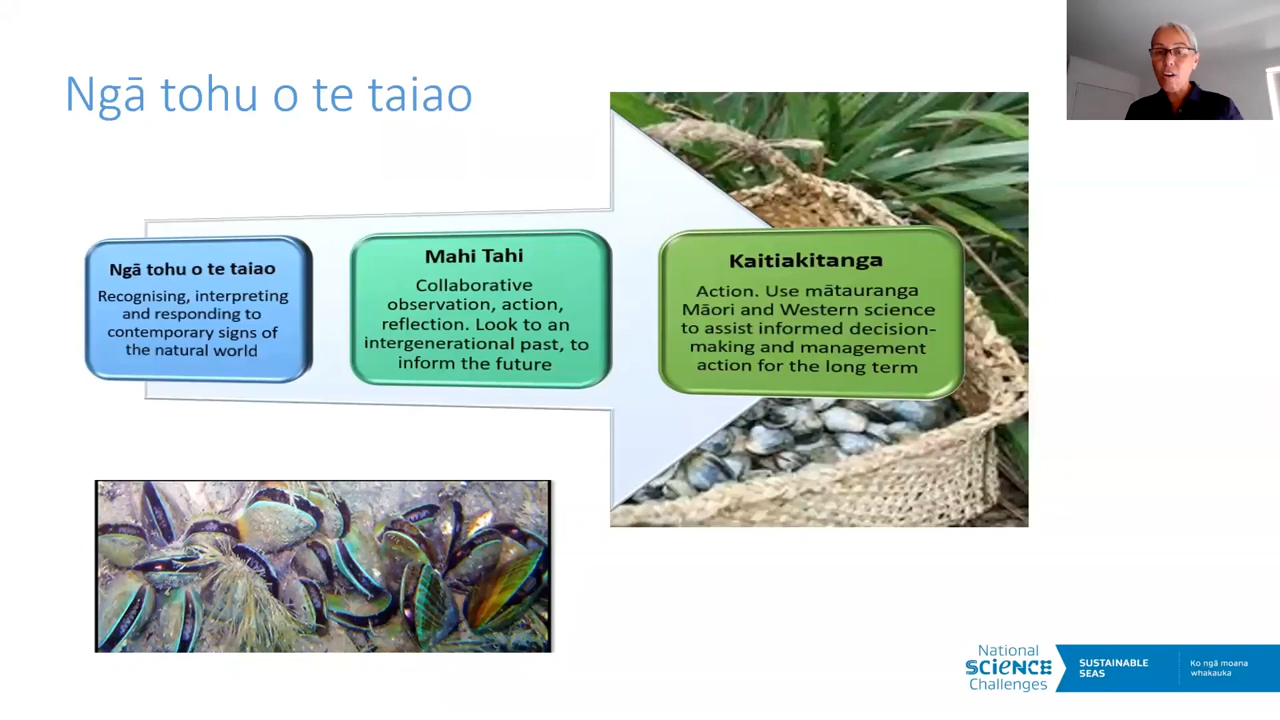 Ngā tohu o te taiao
Ngā tohu o te taiao
Recognising, interpreting
and responding to
contemporary signs of
the natural world
Mahi Tahi
Collaborative
observation, action,
reflection. Look to an
intergenerational past, to
inform the future
Kaitiakitanga
Action. Use mātauranga
Māori and Western science
to assist informed decision-
making and management
action for the long term
National
SCIENCE
Challenges
SUSTAINABLE
SEAS
Ko ngā moana
whakauka